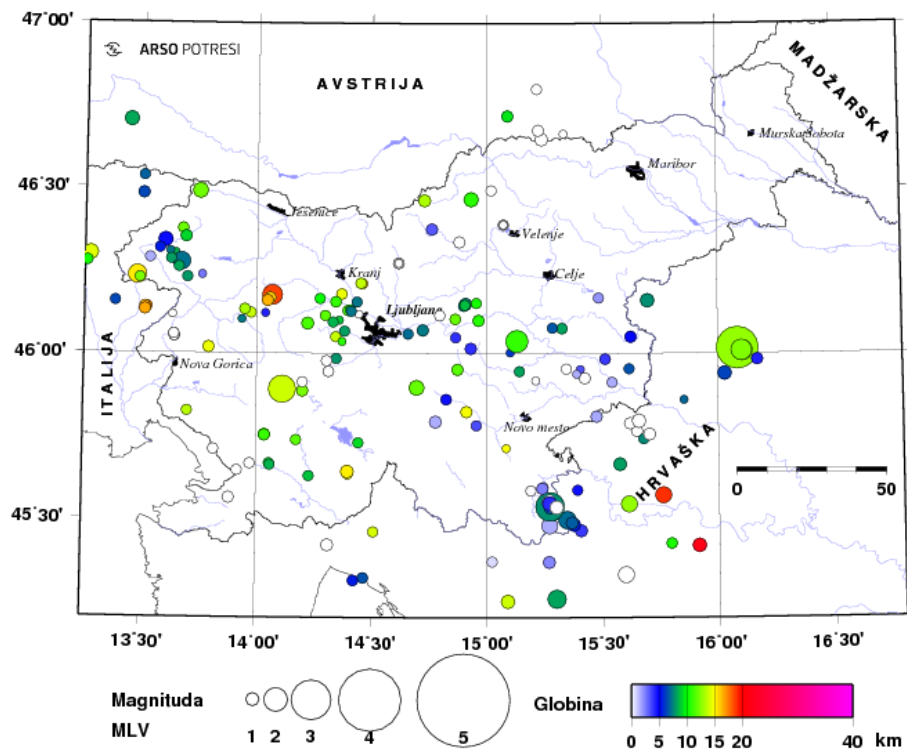 47˚00'
ARSO POTRESI
AVSTRIJA
MADŽARSKA
Murska Sobota
Maribor
46˚30'
Jesenice
Velenje
Kranj
Celje
Ljubljana
46˚00'
Nova Gorica
ITALIJA
Novo mesto
HRVAŠKA
0 50
45˚30'
13˚30' 14˚00' 14˚30' 15˚00' 15˚30' 16˚00' 16˚30'
Magnituda
MLV
1 2 3 4 5
Globina
0 5 10 15 20 40 km